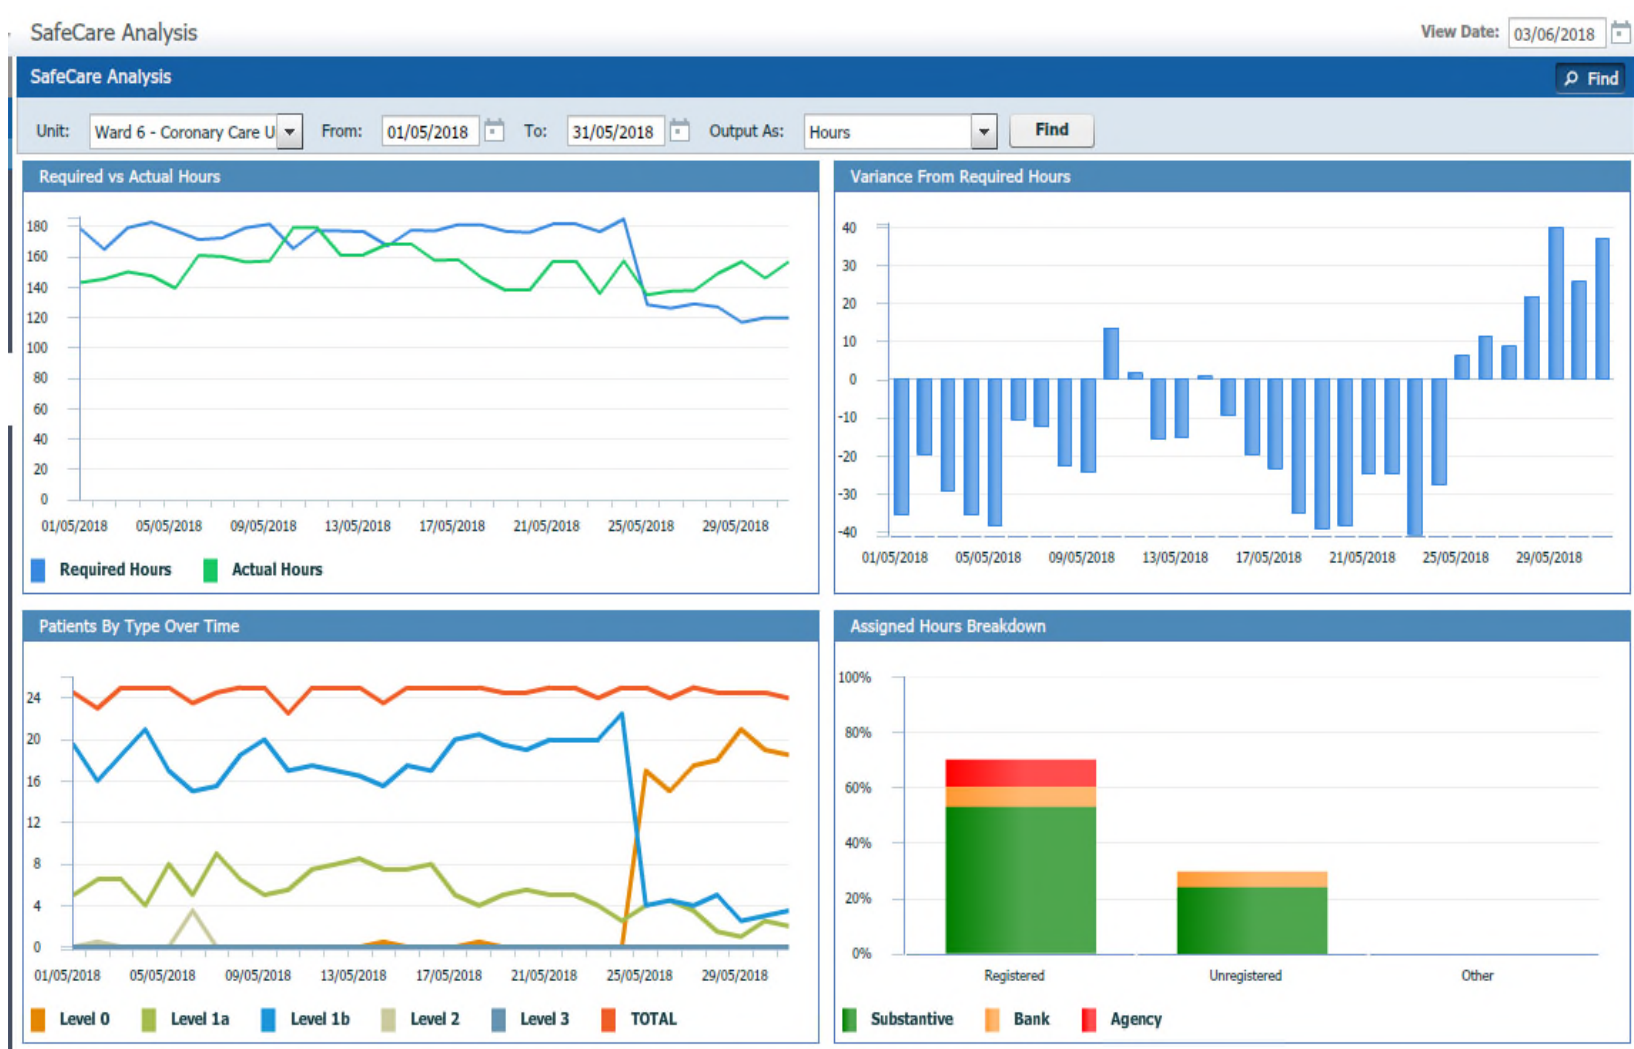 SafeCare Analysis
View Date: 03/06/2018
SafeCare Analysis
Find
Unit: Ward 6 - Coronary Care U From: 01/05/2018 To: 31/05/2018 Output As: Hours Find
Required vs Actual Hours
180
160
140
120
100
80
60
40
20
0
01/05/2018 05/05/2018 09/05/2018 13/05/2018 17/05/2018 21/05/2018 25/05/2018 29/05/2018
Required Hours Actual Hours
Variance From Required Hours
40
30
20
10
0
-10
-20
-30
-40
01/05/2018 05/05/2018 09/05/2018 13/05/2018 17/05/2018 21/05/2018 25/05/2018 29/05/2018
Patients By Type Over Time
24
20
16
12
8
4
0
01/05/2018 05/05/2018 09/05/2018 13/05/2018 17/05/2018 21/05/2018 25/05/2018 29/05/2018
Level 0 Level 1a Level 1b Level 2 Level 3 TOTAL
Assigned Hours Breakdown
100%
80%
60%
40%
20%
0%
Registered Unregistered Other
Substantive Bank Agency